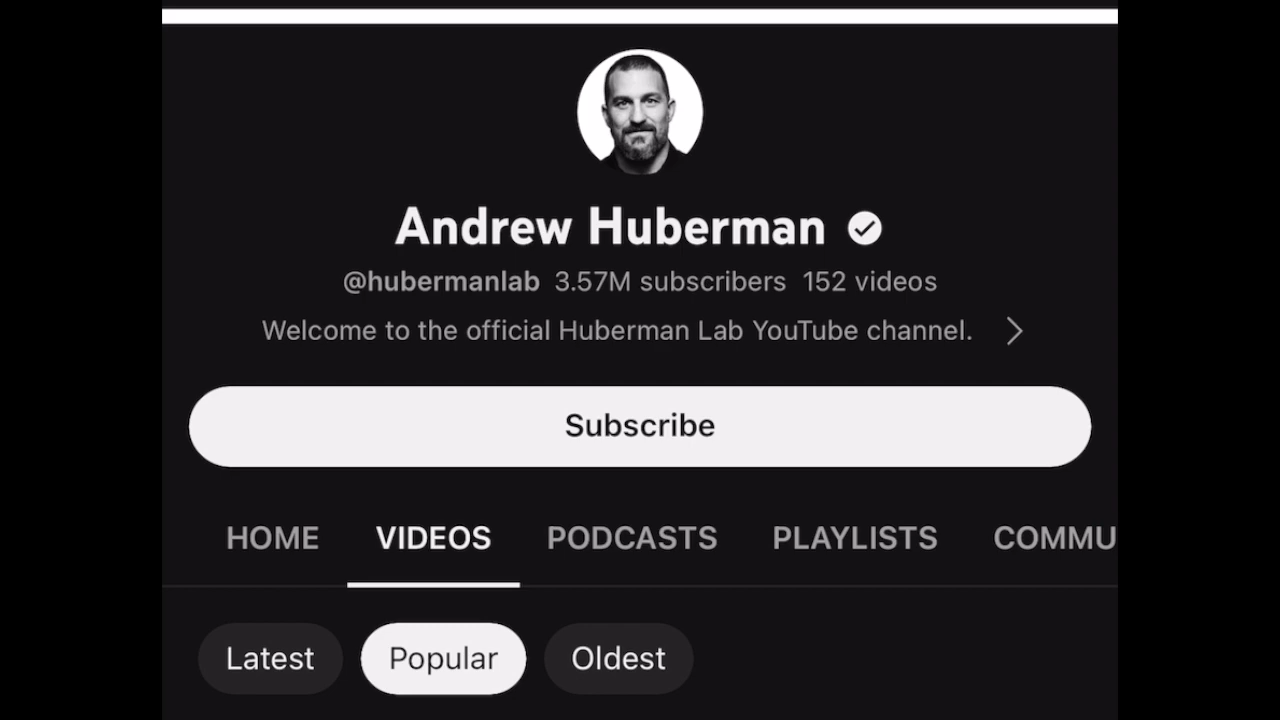 Andrew Huberman
@hubermanlab 3.57M subscribers 152 videos
Welcome to the official Huberman Lab YouTube channel.
Subscribe
HOME VIDEOS PODCASTS PLAYLISTS COMMU
Latest Popular Oldest